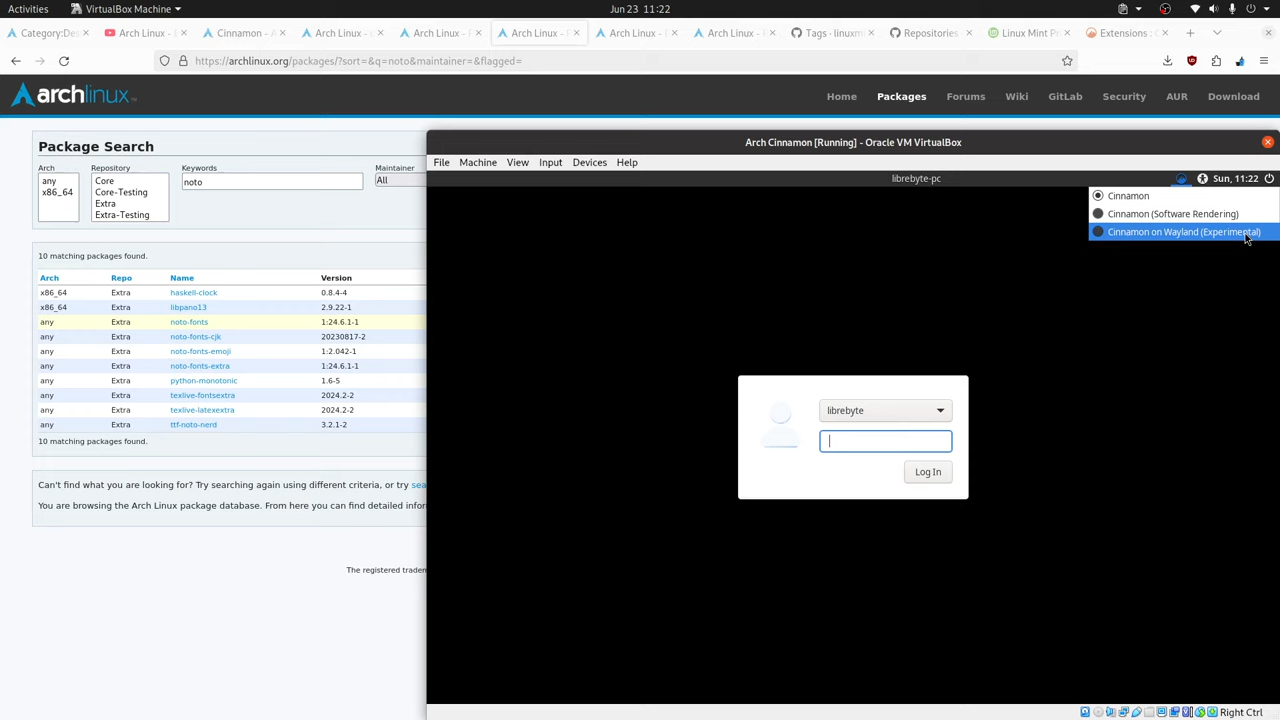 Activities
VirtualBox Machine
Jun 23 11:22
Category:De
Arch Linux -
Cinnamon - A
Arch Linux -
Arch Linux - P
Arch Linux - P
Arch Linux - P
Arch Linux - P
Tags · linuxm
Repositories
Linux Mint Pr
Extensions : C
https://archlinux.org/packages/?sort=&q=noto&maintainer=&flagged=
archlinux
Home
Packages
Forums
Wiki
GitLab
Security
AUR
Download
Package Search
Arch
Repository
Keywords
Maintainer
any
x86_64
Core
Core-Testing
Extra
Extra-Testing
noto
All
10 matching packages found.
Arch Repo Name Version
x86_64 Extra haskell-clock 0.8.4-4
x86_64 Extra libpano13 2.9.22-1
any Extra noto-fonts 1:24.6.1-1
any Extra noto-fonts-cjk 20230817-2
any Extra noto-fonts-emoji 1:2.042-1
any Extra noto-fonts-extra 1:24.6.1-1
any Extra python-monotonic 1.6-5
any Extra texlive-fontsextra 2024.2-2
any Extra texlive-latexextra 2024.2-2
any Extra ttf-noto-nerd 3.2.1-2
10 matching packages found.
Can't find what you are looking for? Try searching again using different criteria, or try sea
You are browsing the Arch Linux package database. From here you can find detailed infor
The registered tradem
Arch Cinnamon [Running] - Oracle VM VirtualBox
File Machine View Input Devices Help
librebyte-pc
Sun, 11:22
Cinnamon
Cinnamon (Software Rendering)
Cinnamon on Wayland (Experimental)
librebyte
Log In
Right Ctrl